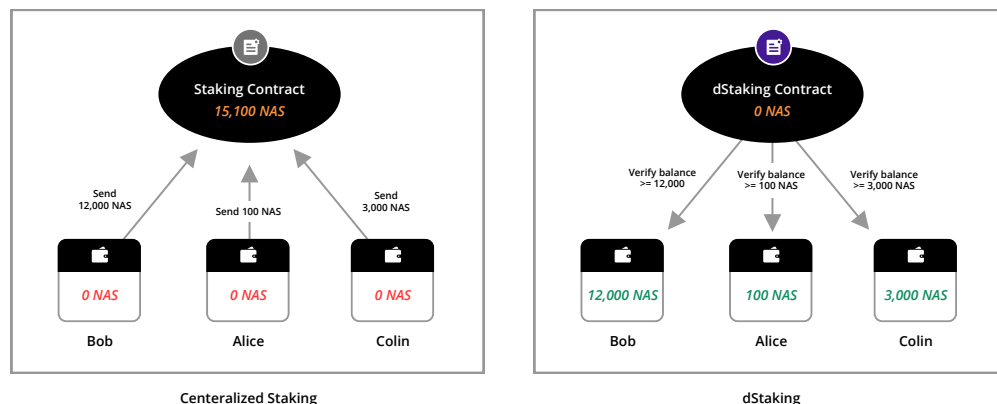 Staking Contract
15,100 NAS
Send
12,000 NAS
Send 100 NAS
Send
3,000 NAS
0 NAS
0 NAS
0 NAS
Bob
Alice
Colin
Centralized Staking
dStaking Contract
0 NAS
Verify balance
>= 12,000
Verify balance
>= 100 NAS
Verify balance
>= 3,000 NAS
12,000 NAS
100 NAS
3,000 NAS
Bob
Alice
Colin
dStaking